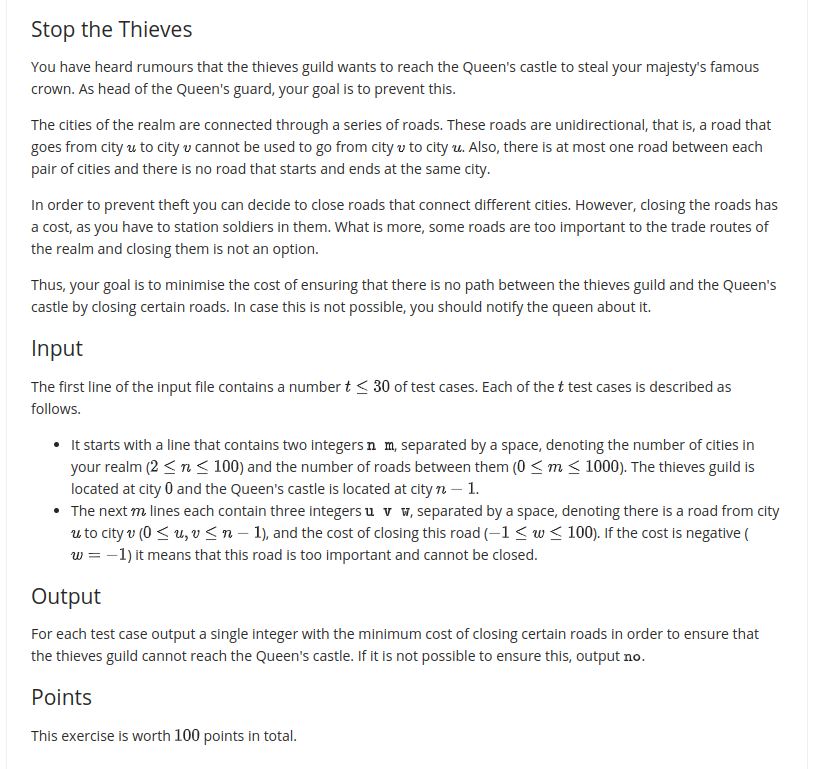 Stop the Thieves
You have heard rumours that the thieves guild wants to reach the Queen's castle to steal your majesty's famous
crown. As head of the Queen's guard, your goal is to prevent this.
The cities of the realm are connected through a series of roads. These roads are unidirectional, that is, a road that
goes from city u to city v cannot be used to go from city v to city u. Also, there is at most one road between each
pair of cities and there is no road that starts and ends at the same city.
In order to prevent theft you can decide to close roads that connect different cities. However, closing the roads has
a cost, as you have to station soldiers in them. What is more, some roads are too important to the trade routes of
the realm and closing them is not an option.
Thus, your goal is to minimise the cost of ensuring that there is no path between the thieves guild and the Queen's
castle by closing certain roads. In case this is not possible, you should notify the queen about it.
Input
The first line of the input file contains a number t ≤ 30 of test cases. Each of the t test cases is described as
follows.
• It starts with a line that contains two integers n m, separated by a space, denoting the number of cities in
your realm (2 ≤ n ≤ 100) and the number of roads between them (0 ≤ m ≤ 1000). The thieves guild is
located at city 0 and the Queen's castle is located at city n − 1.
• The next m lines each contain three integers u v w, separated by a space, denoting there is a road from city
u to city v (0 ≤ u, v ≤ n − 1), and the cost of closing this road (−1 ≤ w ≤ 100). If the cost is negative (
w = −1) it means that this road is too important and cannot be closed.
Output
For each test case output a single integer with the minimum cost of closing certain roads in order to ensure that
the thieves guild cannot reach the Queen's castle. If it is not possible to ensure this, output no.
Points
This exercise is worth 100 points in total.